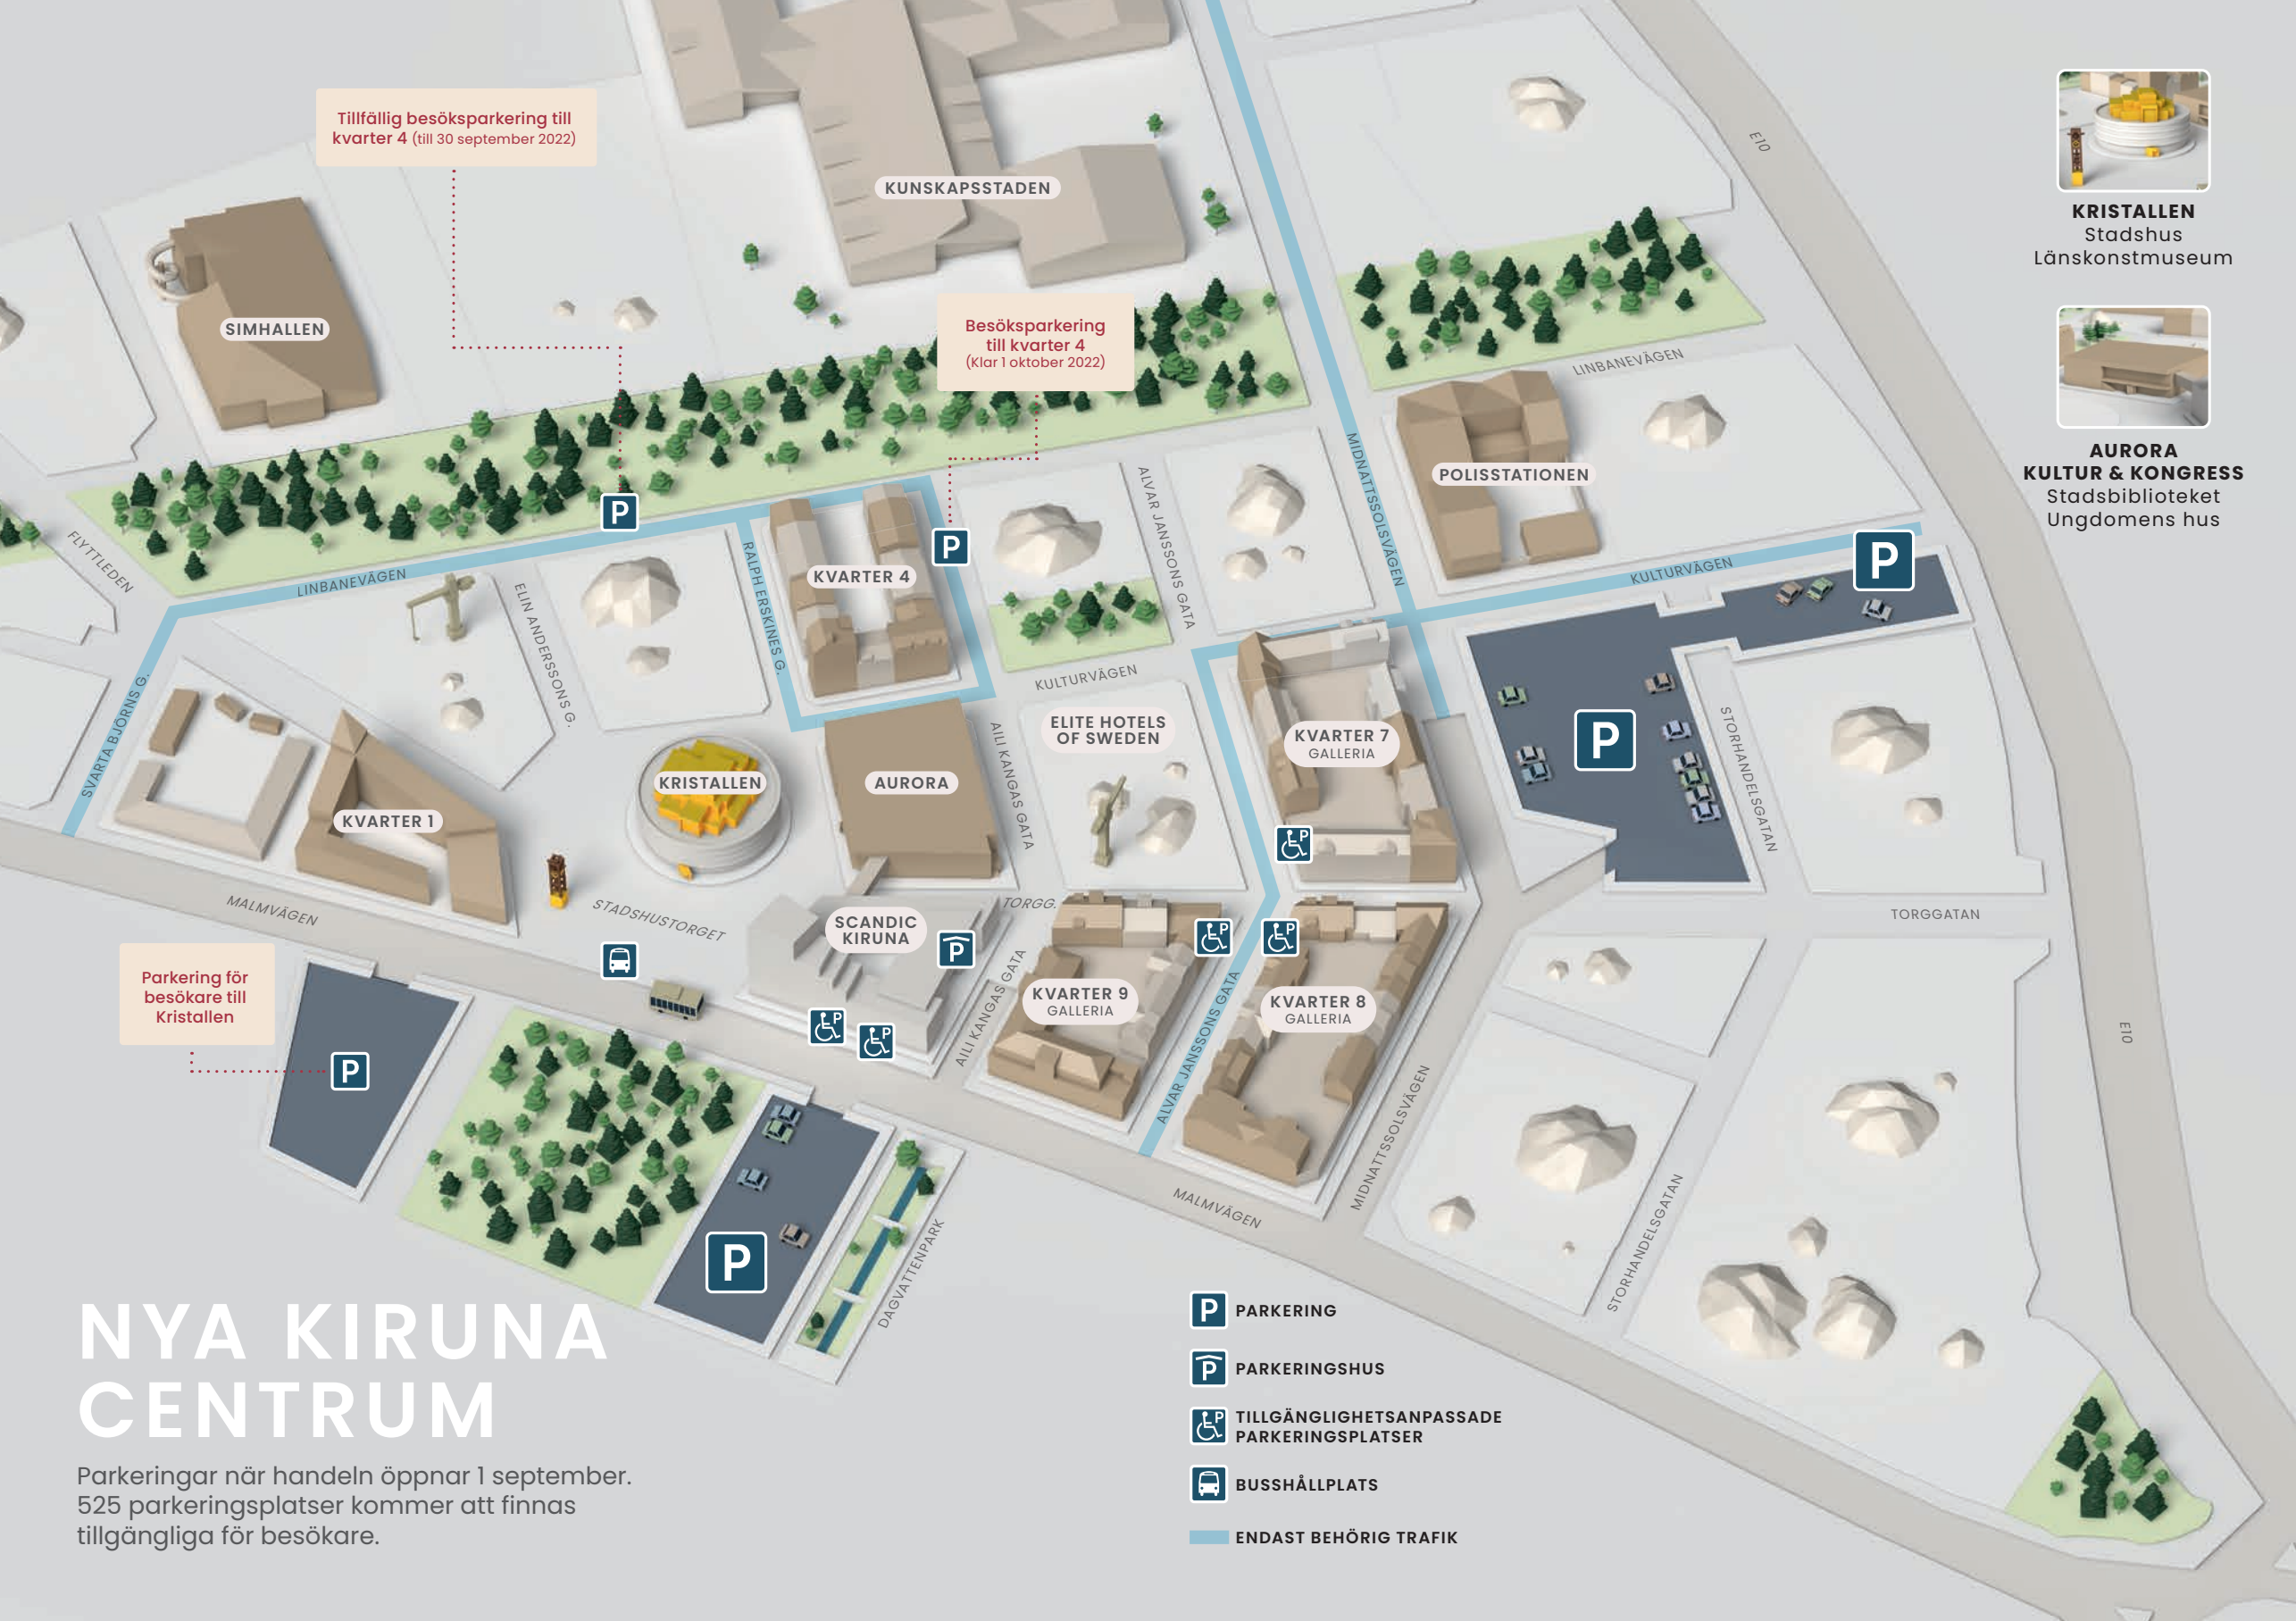 Tillfällig besöksparkering till
kvarter 4 (till 30 september 2022)
E10
KRISTALLEN
Stadshus
Länskonstmuseum
KUNSKAPSSTADEN
SIMHALLEN
Besöksparkering
till kvarter 4
(Klar 1 oktober 2022)
LINBANEVÄGEN
AURORA
KULTUR & KONGRESS
Stadsbiblioteket
Ungdomens hus
POLISSTATIONEN
MIDNATTSSOLSVÄGEN
ALVAR JANSSONS GATA
P
P
P
FLYTTLEDEN
LINBANEVÄGEN
ELIN ANDERSSONS G.
RALPH ERSKINES G.
KVARTER 4
KULTURVÄGEN
KULTURVÄGEN
SVARTA BJÖRNS G.
ELITE HOTELS
OF SWEDEN
KVARTER 7
GALLERIA
P
STORHANDELSGATAN
KRISTALLEN
AURORA
AILI KANGAS GATA
KVARTER 1
P
MALMVÄGEN
STADSHUSTORGET
SCANDIC
KIRUNA
TORGG.
TORGGATAN
P
P
P
Parkering för
besökare till
Kristallen
P
AILI KANGAS GATA
KVARTER 9
GALLERIA
ALVAR JANSSONS GATA
KVARTER 8
GALLERIA
P
P
E10
MIDNATTSSOLSVÄGEN
MALMVÄGEN
STORHANDELSGATAN
P
DAGVATTENPARK
NYA KIRUNA
CENTRUM
Parkeringar när handeln öppnar 1 september.
525 parkeringsplatser kommer att finnas
tillgängliga för besökare.
P PARKERING
P PARKERINGSHUS
P TILLGÄNGLIGHETSANPASSADE
PARKERINGSPLATSER
BUSSHÅLLPLATS
ENDAST BEHÖRIG TRAFIK